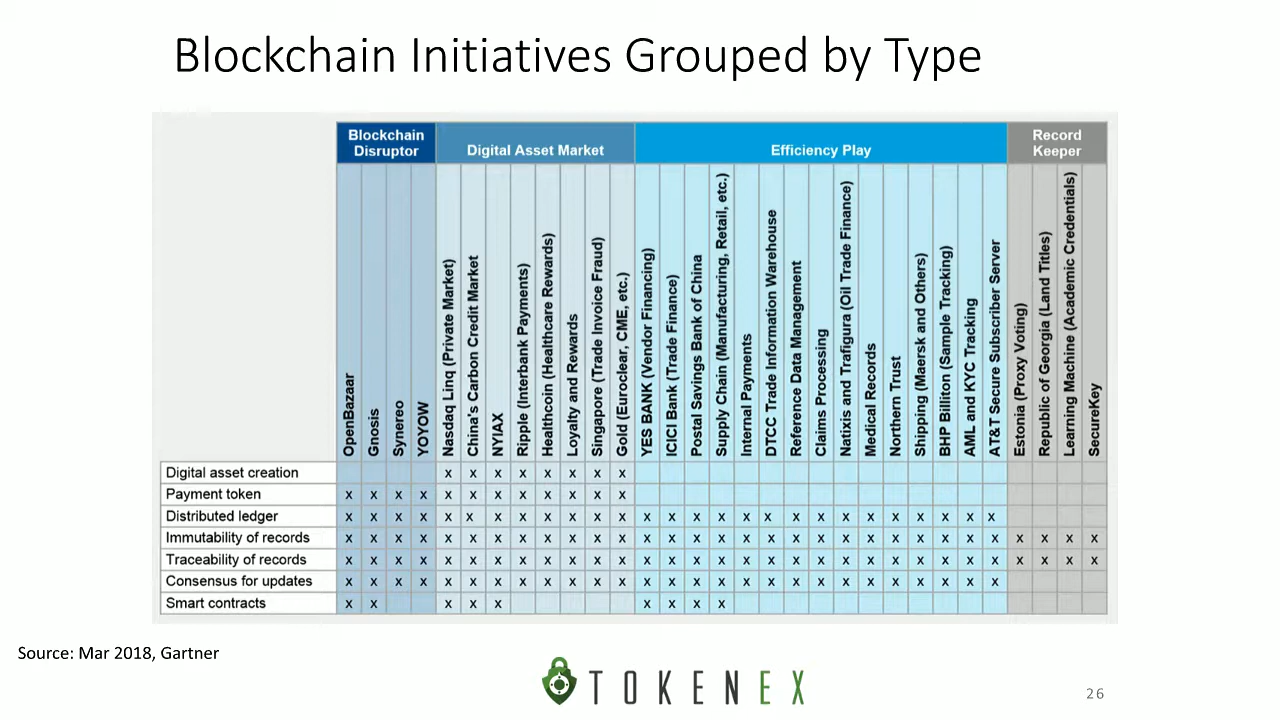 Blockchain Initiatives Grouped by Type
Blockchain
Disruptor
Digital Asset Market
Efficiency Play
Record
Keeper
OpenBazaar
Gnosis
Synereo
YOYOW
Nasdaq Linq (Private Market)
China's Carbon Credit Market
NYIAX
Ripple (Interbank Payments)
Healthcoin (Healthcare Rewards)
Loyalty and Rewards
Singapore (Trade Invoice Fraud)
Gold (Euroclear, CME, etc.)
YES BANK (Vendor Financing)
ICICI Bank (Trade Finance)
Postal Savings Bank of China
Supply Chain (Manufacturing, Retail, etc.)
Internal Payments
DTCC Trade Information Warehouse
Reference Data Management
Claims Processing
Natixis and Trafigura (Oil Trade Finance)
Medical Records
Northern Trust
Shipping (Maersk and Others)
BHP Billiton (Sample Tracking)
AML and KYC Tracking
AT&T Secure Subscriber Server
Estonia (Proxy Voting)
Republic of Georgia (Land Titles)
Learning Machine (Academic Credentials)
SecureKey
Digital asset creation x x x x x x x x
Payment token x x x x x x x x x x x x
Distributed ledger x x x x x x x x x x x x x x x x x x x x x x x x x x x
Immutability of records x x x x x x x x x x x x x x x x x x x x x x x x x x x x x x x
Traceability of records x x x x x x x x x x x x x x x x x x x x x x x x x x x x x x x
Consensus for updates x x x x x x x x x x x x x x x x x x x x x x x x x x x
Smart contracts x x x x x x x x x
Source: Mar 2018, Gartner
TOKENEX
26